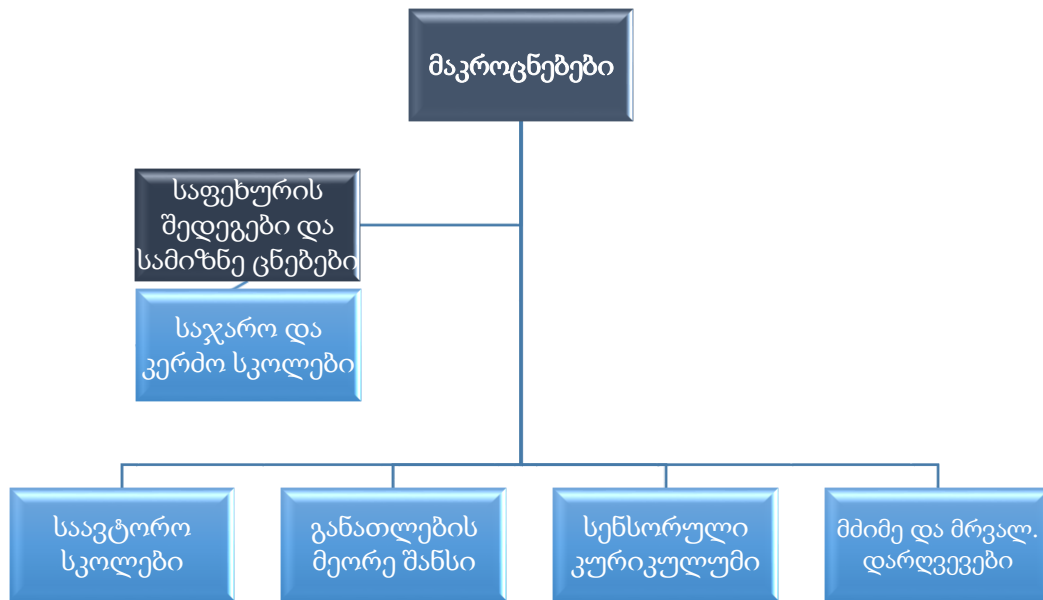 მაკროცნებები
საფეხურის
შედეგები და
სამიზნე ცნებები
საჯარო და
კერძო სკოლები
საავტორო
სკოლები
განათლების
მეორე შანსი
სენსორული
კურიკულუმი
მძიმე და მრვალ.
დარღვევები